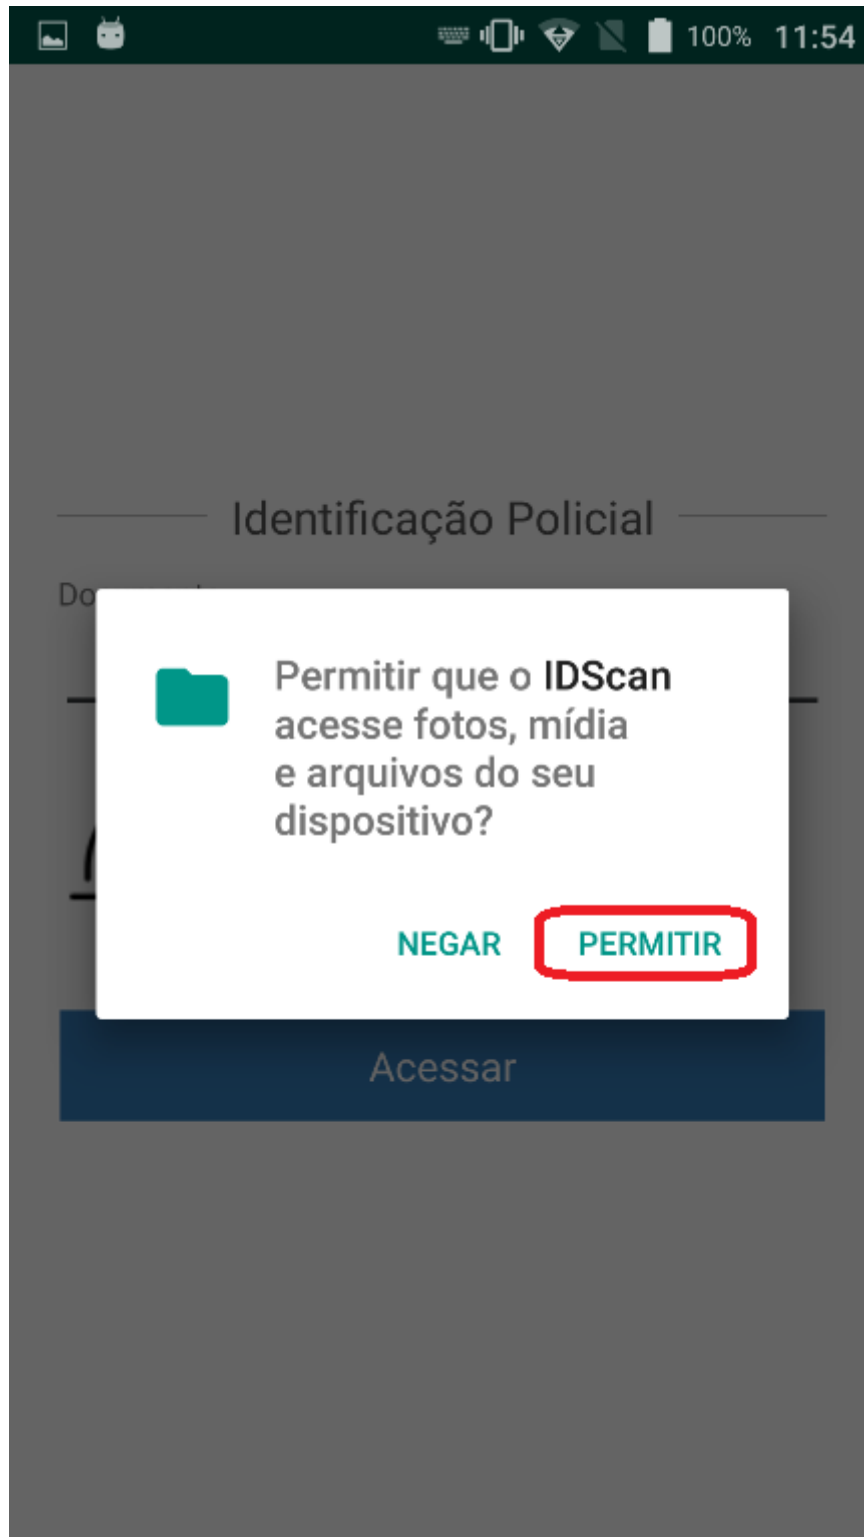 100% 11:54
Identificação Policial
Permitir que o IDScan
acesse fotos, mídia
e arquivos do seu
dispositivo?
NEGAR PERMITIR
Acessar